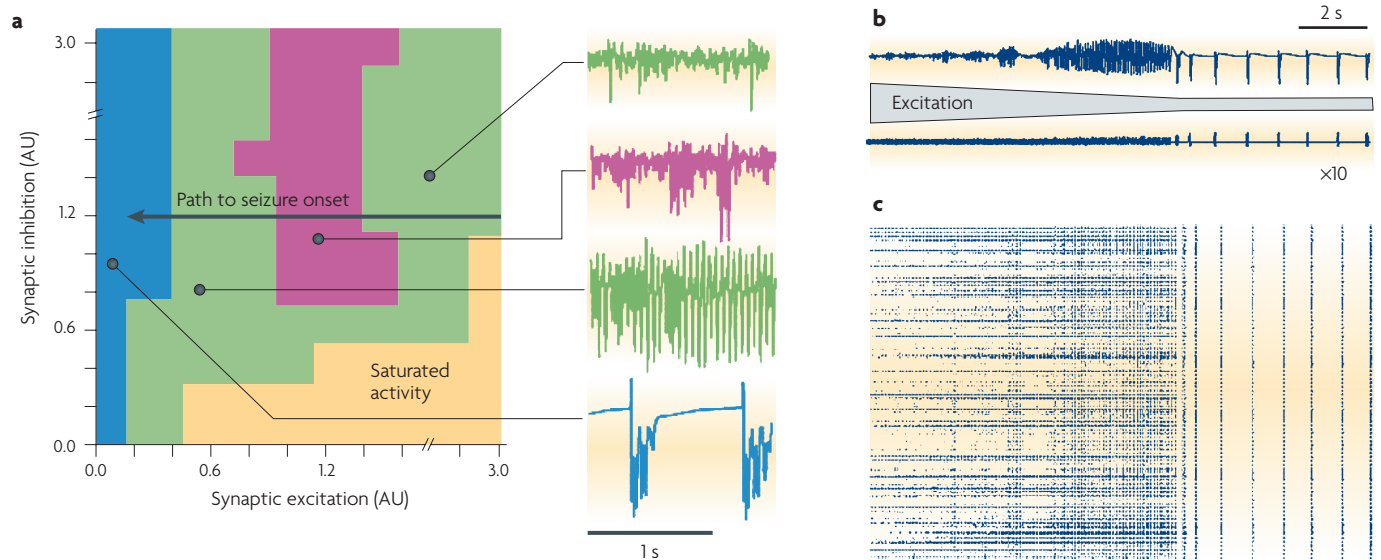 a
3.0
1.2
0.6
0.0
Synaptic inhibition (AU)
Path to seizure onset
Saturated
activity
0.0
0.6
1.2
3.0
Synaptic excitation (AU)
1 s
b
2 s
Excitation
×10
c